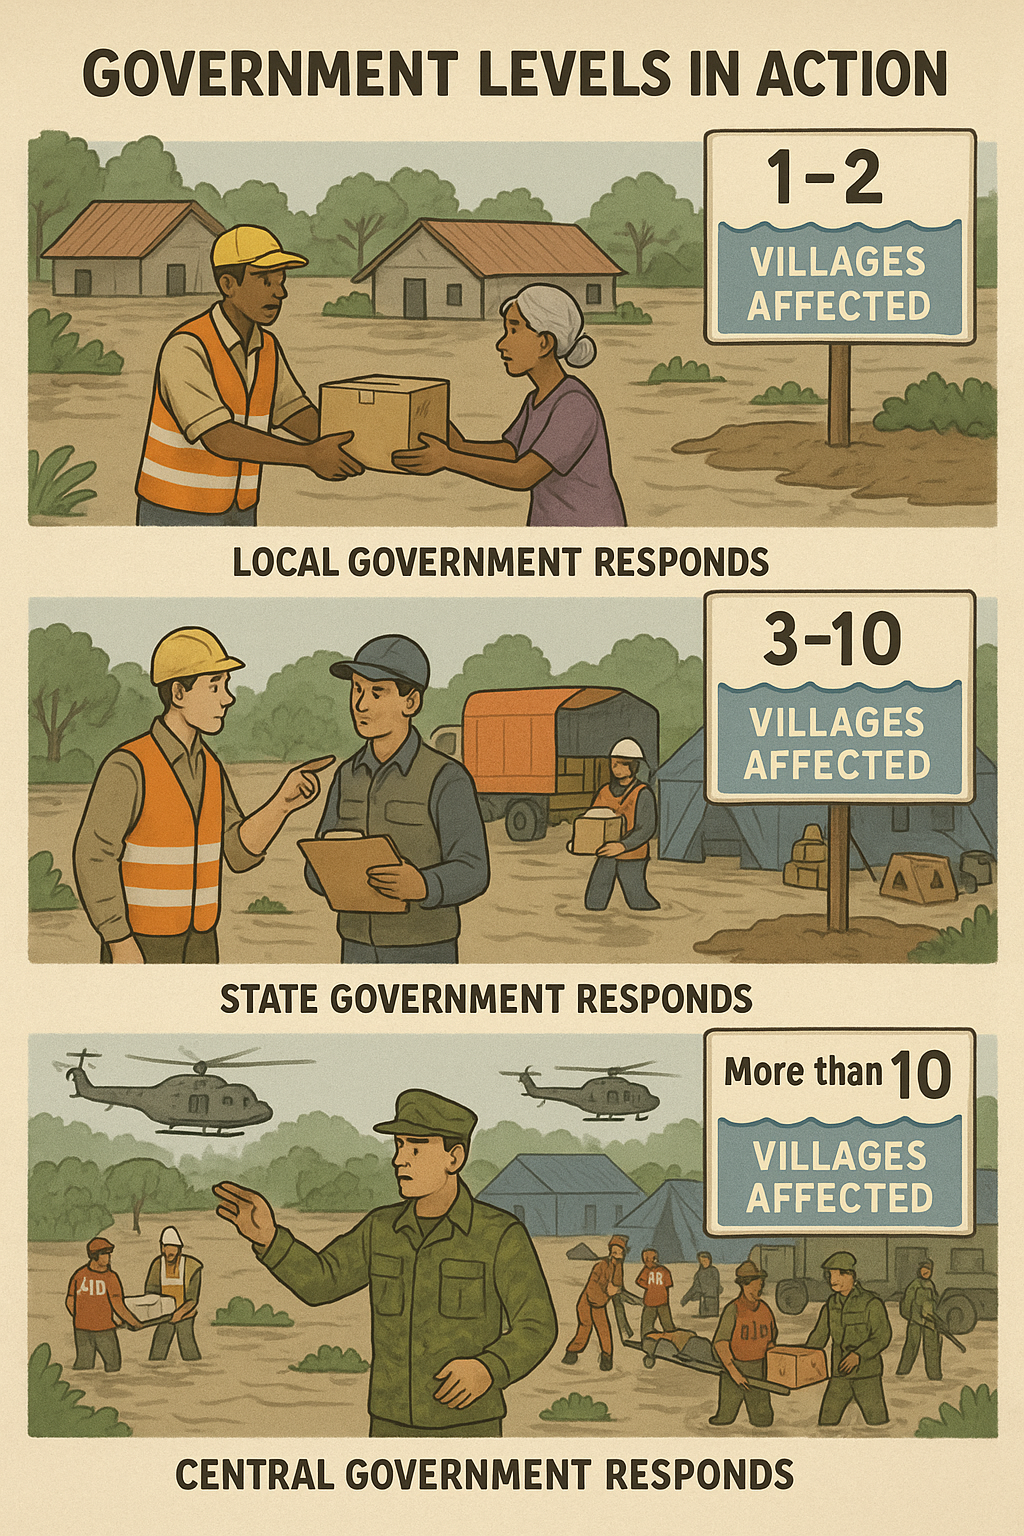 GOVERNMENT LEVELS IN ACTION
1-2
VILLAGES
AFFECTED
LOCAL GOVERNMENT RESPONDS
3-10
VILLAGES
AFFECTED
STATE GOVERNMENT RESPONDS
More than 10
VILLAGES
AFFECTED
AR
CENTRAL GOVERNMENT RESPONDS